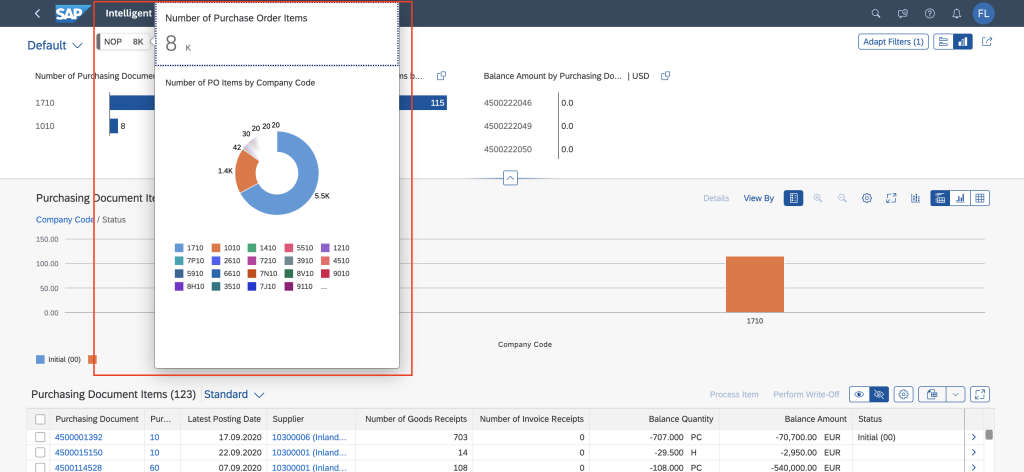 SAP Intelligent
FL
Default
NOP 8K
Adapt Filters (1)
Number of Purchase Order Items
8 K
Number of PO Items by Company Code
20 20 20
30
42
1.4K
5.5K
1710 1010 1410 5510 1210
7P10 2610 7210 3910 4510
5910 6610 7N10 8V10 9010
8H10 3510 7J10 9110 ...
Number of Purchasing Documen
ms b...
Balance Amount by Purchasing Do... | USD
1710 115
1010 8
4500222046 0.0
4500222049 0.0
4500222050 0.0
Purchasing Document Ite
Details View By
Company Code / Status
150.00
100.00
50.00
0.00
1710
Company Code
Initial (00)
Purchasing Document Items (123) Standard
Process Item Perform Write-Off
Purchasing Document Pur... Latest Posting Date Supplier Number of Goods Receipts Number of Invoice Receipts Balance Quantity Balance Amount Status
4500001392 10 17.09.2020 10300006 (Inland... 703 0 -707.000 PC -70,700.00 EUR Initial (00)
4500015150 10 22.09.2020 10300001 (Inland... 14 0 -29.500 H -2,950.00 EUR
4500114528 60 07.09.2020 10300001 (Inland... 108 0 -108.000 PC -540,000.00 EUR